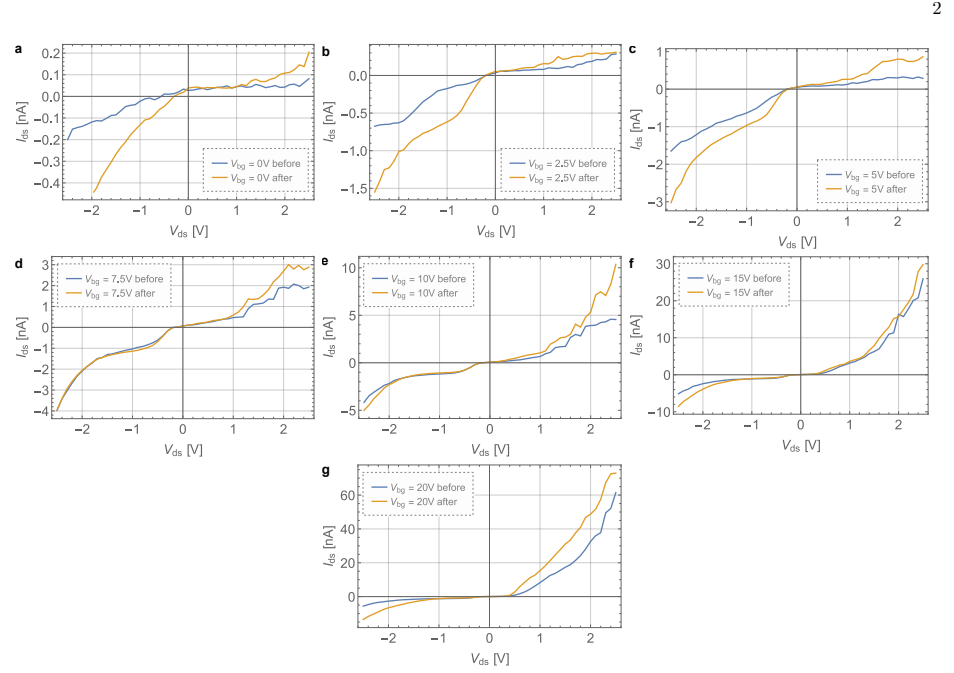 2
a
0.2
0.1
0.0
−0.1
−0.2
−0.3
−0.4
I_ds [nA]
V_bg = 0V before
V_bg = 0V after
−2 −1 0 1 2
V_ds [V]
b
0.0
−0.5
−1.0
−1.5
I_ds [nA]
V_bg = 2.5V before
V_bg = 2.5V after
−2 −1 0 1 2
V_ds [V]
c
1
0
−1
−2
−3
I_ds [nA]
V_bg = 5V before
V_bg = 5V after
−2 −1 0 1 2
V_ds [V]
d
3
2
1
0
−1
−2
−3
−4
I_ds [nA]
V_bg = 7.5V before
V_bg = 7.5V after
−2 −1 0 1 2
V_ds [V]
e
10
5
0
−5
I_ds [nA]
V_bg = 10V before
V_bg = 10V after
−2 −1 0 1 2
V_ds [V]
f
30
20
10
0
−10
I_ds [nA]
V_bg = 15V before
V_bg = 15V after
−2 −1 0 1 2
V_ds [V]
g
60
40
20
0
I_ds [nA]
V_bg = 20V before
V_bg = 20V after
−2 −1 0 1 2
V_ds [V]